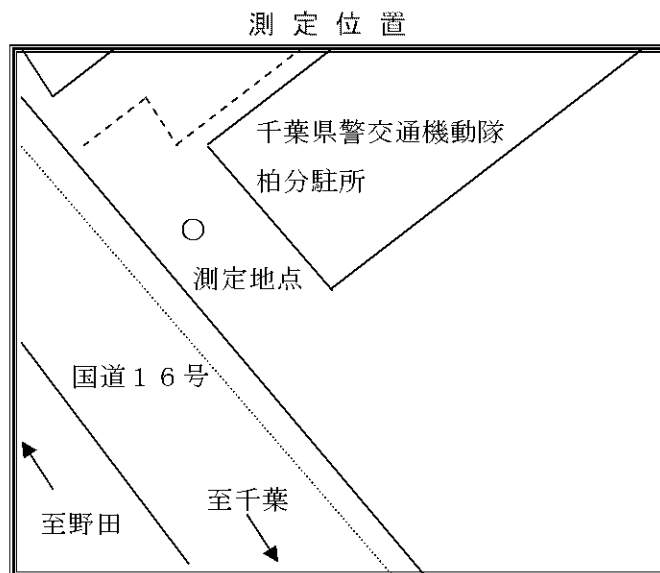 測定位置
千葉県警交通機動隊
柏分駐所
測定地点
国道１６号
至千葉
至野田